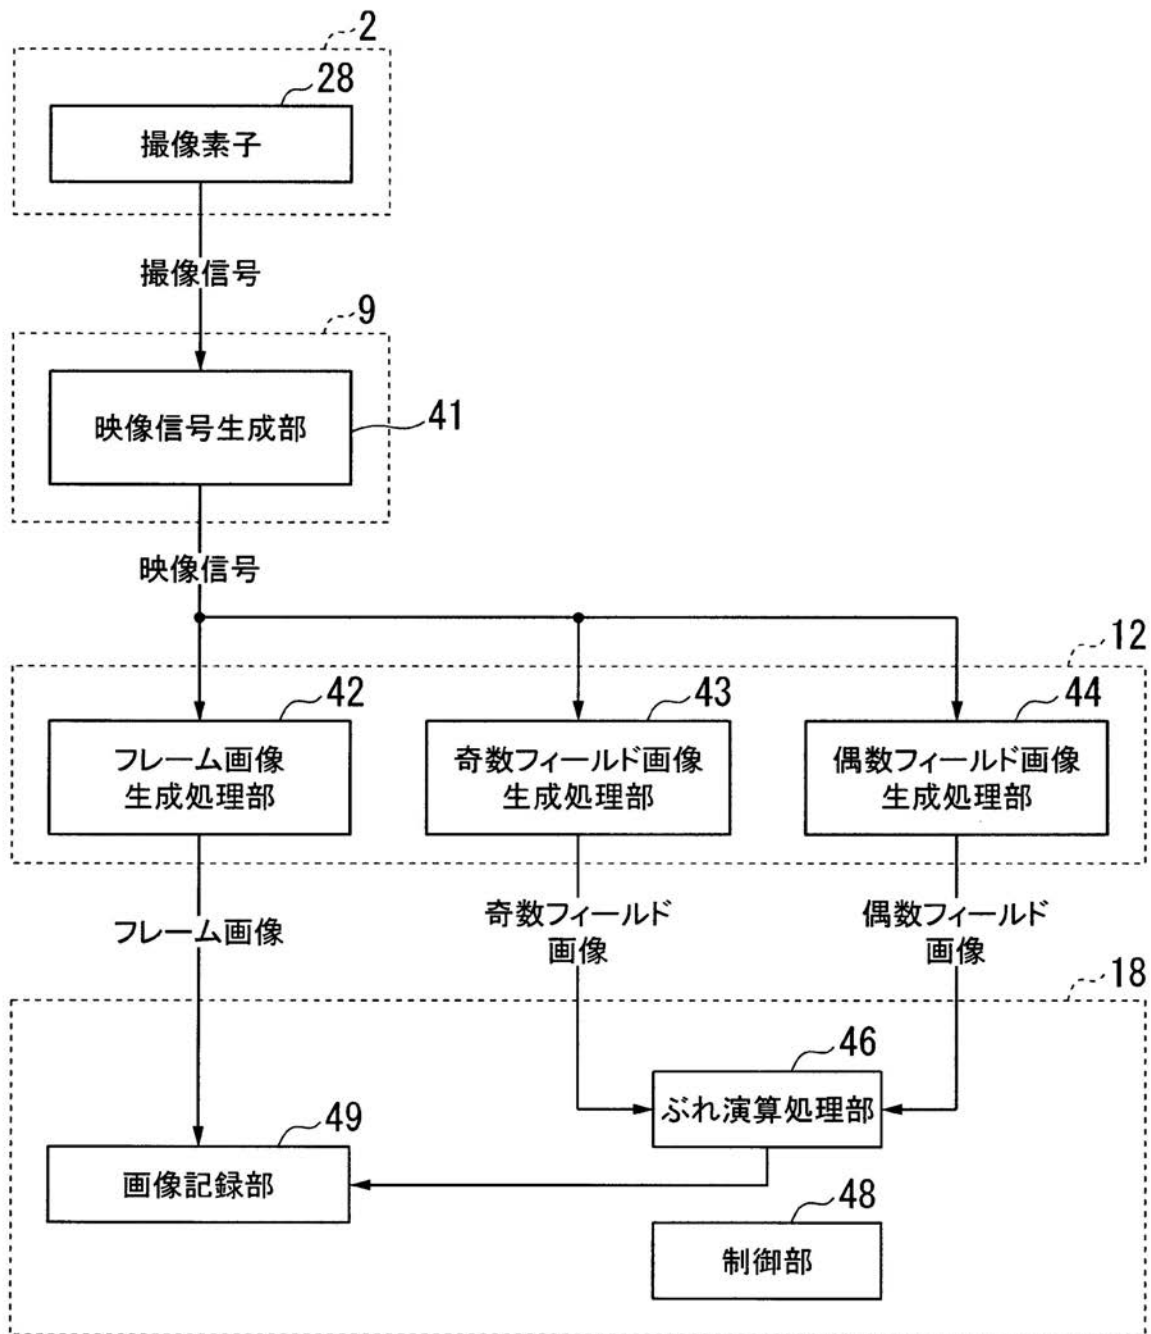 2
28
撮像素子
撮像信号
9
映像信号生成部
41
映像信号
12
42
43
44
フレーム画像
生成処理部
奇数フィールド画像
生成処理部
偶数フィールド画像
生成処理部
フレーム画像
奇数フィールド
画像
偶数フィールド
画像
18
46
ぶれ演算処理部
49
画像記録部
48
制御部